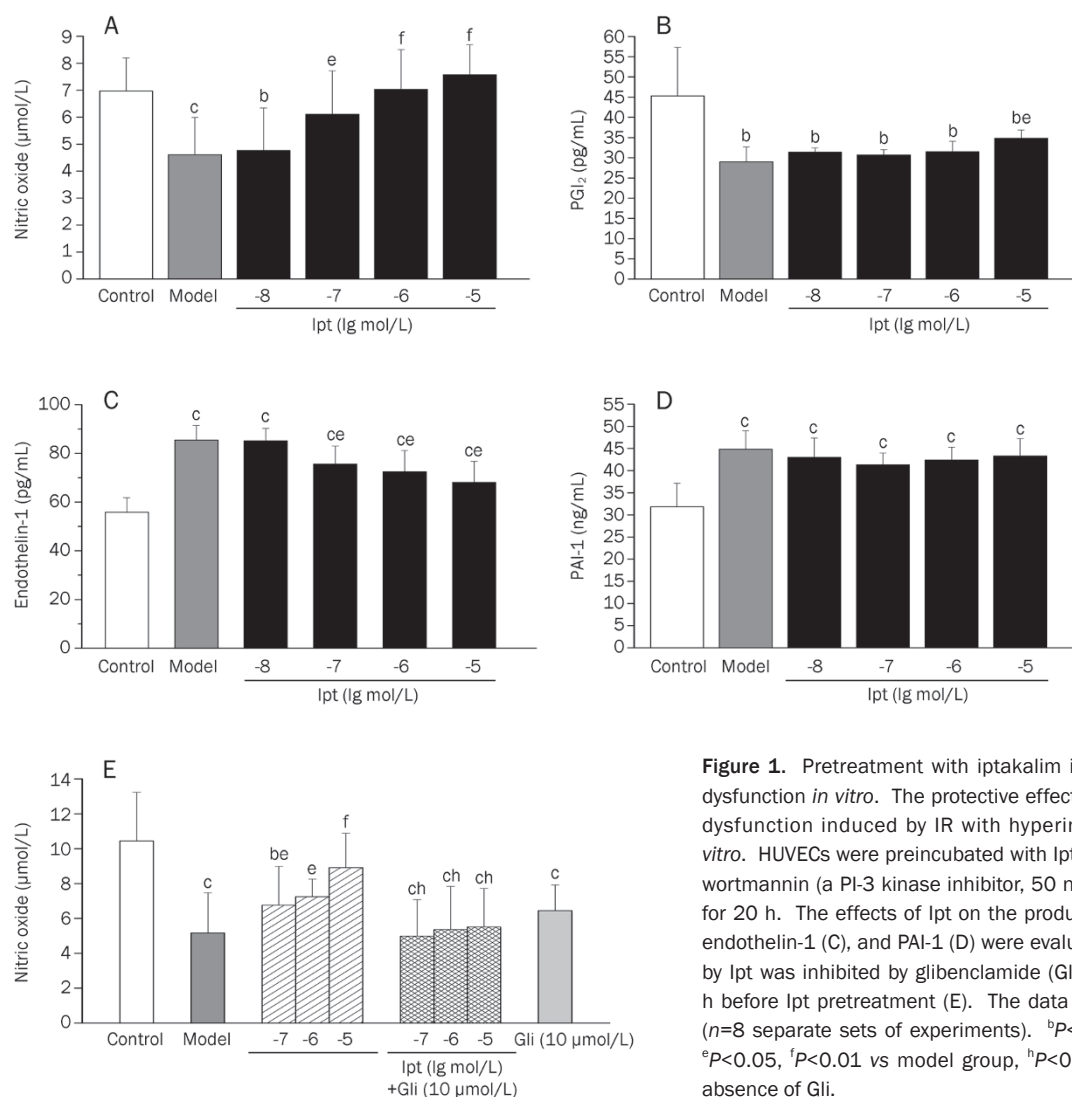 A
9
8
7
6
5
4
3
2
1
0
Nitric oxide (µmol/L)
c
b
e
f
f
Control Model -8 -7 -6 -5
Ipt (lg mol/L)
B
60
55
50
45
40
35
30
25
20
15
10
5
0
PGI₂ (pg/mL)
b
b
b
b
be
Control Model -8 -7 -6 -5
Ipt (lg mol/L)
C
100
80
60
40
20
0
Endothelin-1 (pg/mL)
c
c
ce
ce
ce
Control Model -8 -7 -6 -5
Ipt (lg mol/L)
D
55
50
45
40
35
30
25
20
15
10
5
0
PAI-1 (ng/mL)
c
c
c
c
c
Control Model -8 -7 -6 -5
Ipt (lg mol/L)
E
14
12
10
8
6
4
2
0
Nitric oxide (µmol/L)
c
be
e
f
ch
ch
ch
c
Control Model -7 -6 -5 -7 -6 -5 Gli (10 µmol/L)
Ipt (lg mol/L)
+Gli (10 µmol/L)
Figure 1. Pretreatment with iptakalim i
dysfunction in vitro. The protective effect
dysfunction induced by IR with hyperin
vitro. HUVECs were preincubated with Ipt
wortmannin (a PI-3 kinase inhibitor, 50 n
for 20 h. The effects of Ipt on the produ
endothelin-1 (C), and PAI-1 (D) were evalu
by Ipt was inhibited by glibenclamide (Gl
h before Ipt pretreatment (E). The data
(n=8 separate sets of experiments). ᵇP<
ᵉP<0.05, ᶠP<0.01 vs model group, ʰP<0
absence of Gli.